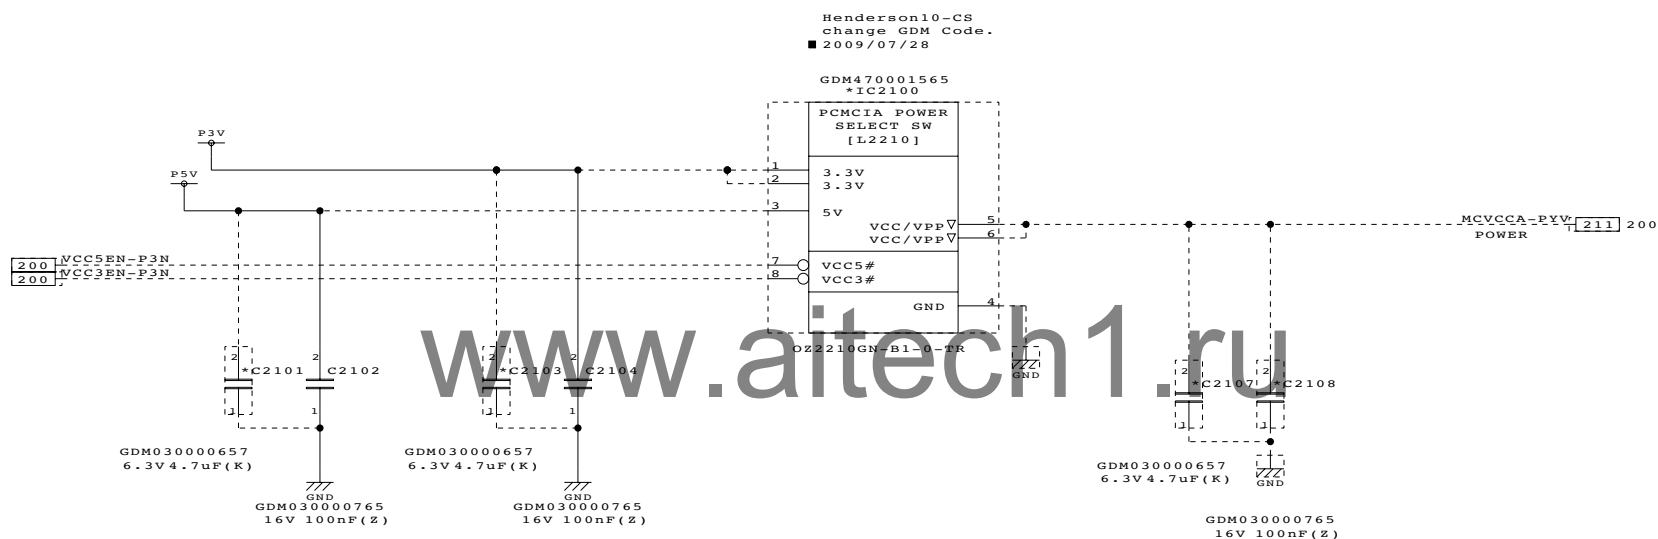 Henderson10-CS
change GDM Code.
■ 2009/07/28
GDM470001565
*IC2100
PCMCIA POWER
SELECT SW
[L2210]
P3V
P5V
1
2
3
3.3V
3.3V
5V
VCC/VPP
VCC/VPP
5
6
MCVCCA-PYV
211 200
POWER
200 VCC5EN-P3N
200 VCC3EN-P3N
7
8
VCC5#
VCC3#
GND
4
OZ2210GN-B1-0-TR
GND
www.aitech1.ru
2 *C2101
1
2 C2102
1
2 *C2103
1
2 C2104
1
2 *C2107
1
2 *C2108
1
GDM030000657
6.3V4.7uF(K)
GDM030000657
6.3V4.7uF(K)
GDM030000657
6.3V4.7uF(K)
GND
GND
GND
GDM030000765
16V 100nF(Z)
GDM030000765
16V 100nF(Z)
GDM030000765
16V 100nF(Z)